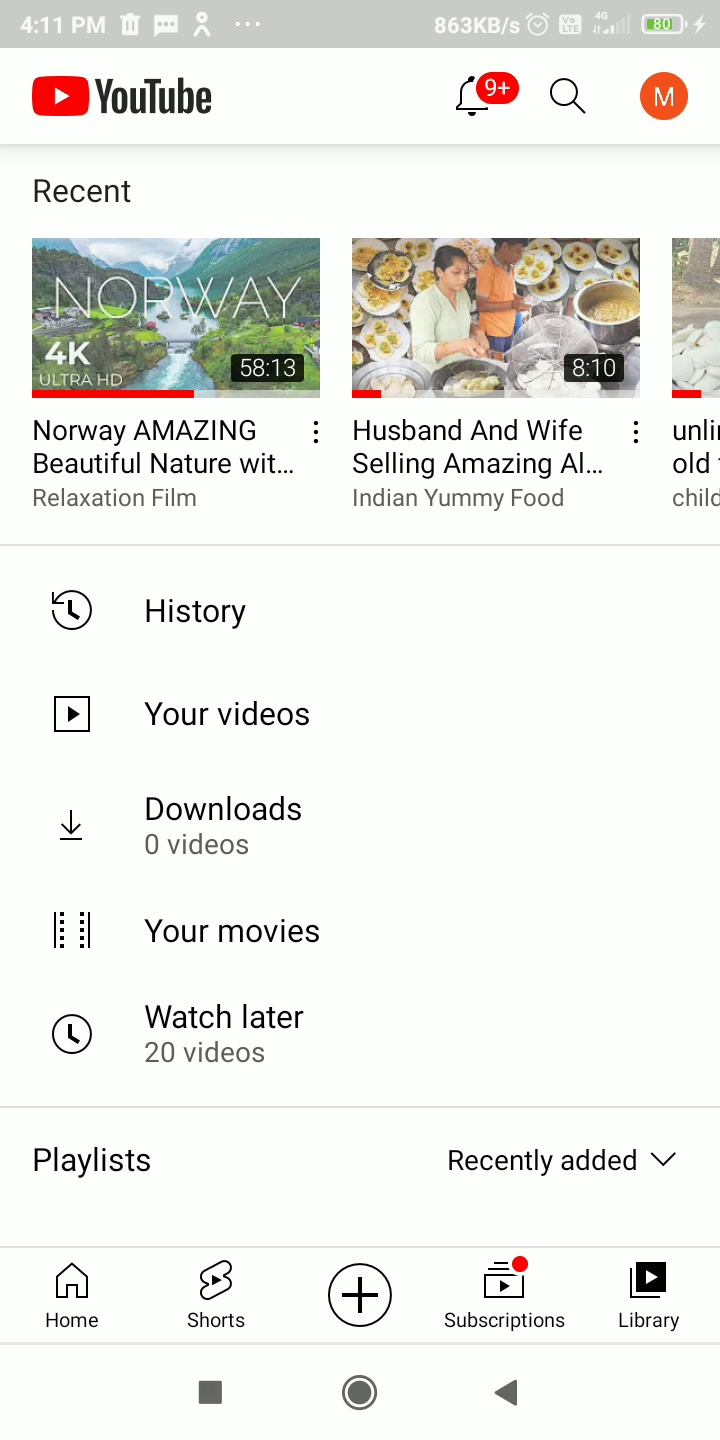 4:11 PM
863KB/s
Vo LTE
4G
80
YouTube
9+
M
Recent
NORWAY
4K
ULTRA HD
58:13
8:10
Norway AMAZING
Beautiful Nature wit...
Relaxation Film
Husband And Wife
Selling Amazing Al...
Indian Yummy Food
unli
old
child
History
Your videos
Downloads
0 videos
Your movies
Watch later
20 videos
Playlists
Recently added
Home
Shorts
Subscriptions
Library